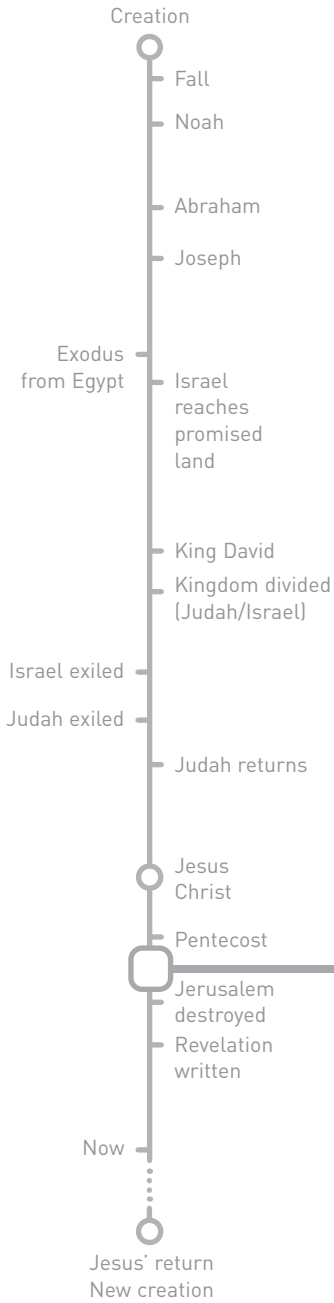 Creation
Fall
Noah
Abraham
Joseph
Exodus
from Egypt
Israel
reaches
promised
land
King David
Kingdom divided
(Judah/Israel)
Israel exiled
Judah exiled
Judah returns
Jesus
Christ
Pentecost
Jerusalem
destroyed
Revelation
written
Now
Jesus’ return
New creation